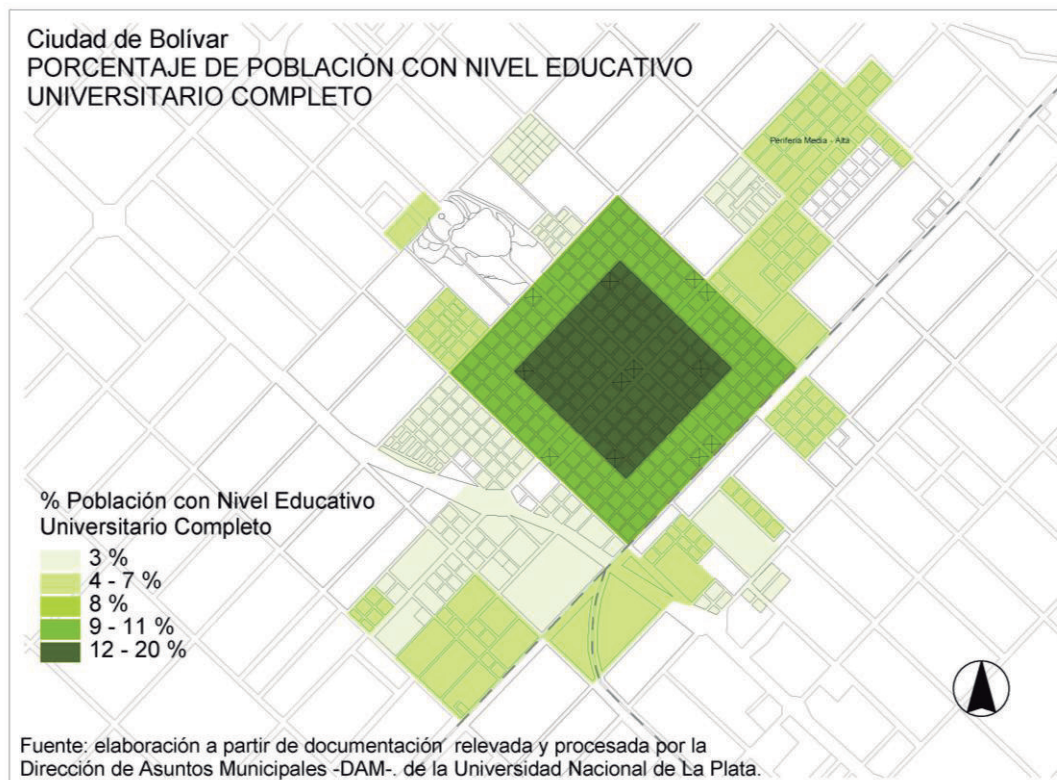 Ciudad de Bolívar
PORCENTAJE DE POBLACIÓN CON NIVEL EDUCATIVO
UNIVERSITARIO COMPLETO
Periferia Media - Alta
% Población con Nivel Educativo
Universitario Completo
3 %
4 - 7 %
8 %
9 - 11 %
12 - 20 %
Fuente: elaboración a partir de documentación relevada y procesada por la
Dirección de Asuntos Municipales -DAM-. de la Universidad Nacional de La Plata.